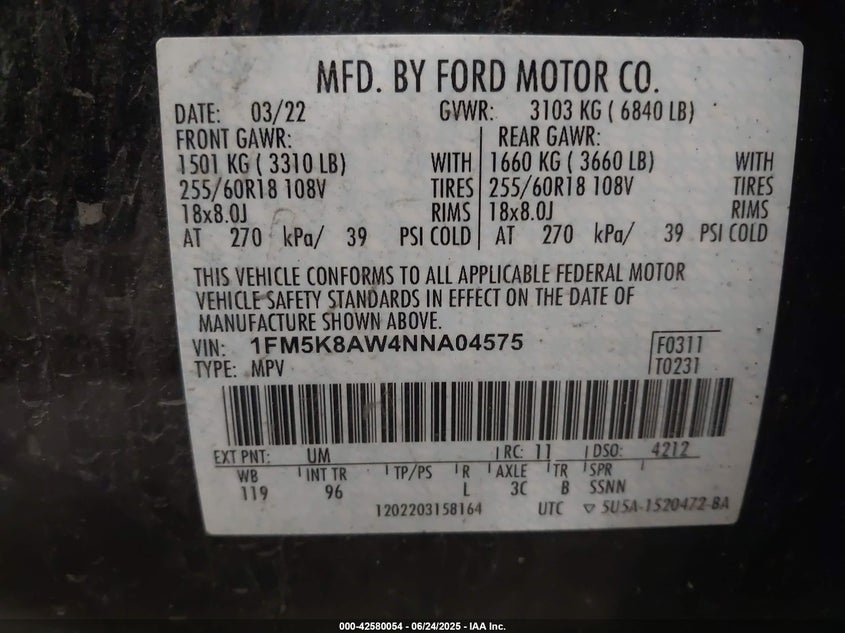 MFD. BY FORD MOTOR CO.
DATE: 03/22 GVWR: 3103 KG ( 6840 LB)
FRONT GAWR: REAR GAWR:
1501 KG ( 3310 LB) WITH 1660 KG ( 3660 LB) WITH
255/60R18 108V TIRES 255/60R18 108V TIRES
18x8.0J RIMS 18x8.0J RIMS
AT 270 kPa/ 39 PSI COLD AT 270 kPa/ 39 PSI COLD
THIS VEHICLE CONFORMS TO ALL APPLICABLE FEDERAL MOTOR
VEHICLE SAFETY STANDARDS IN EFFECT ON THE DATE OF
MANUFACTURE SHOWN ABOVE.
VIN: 1FM5K8AW4NNA04575 F0311
TYPE: MPV T0231
EXT PNT: UM RC: 11 DSO: 4212
WB INT TR TP/PS R AXLE TR SPR
119 96 L 3C B SSNN
1202203158164 UTC ▽ 5U5A-1520472-BA
000-42580054 - 06/24/2025 - IAA Inc.